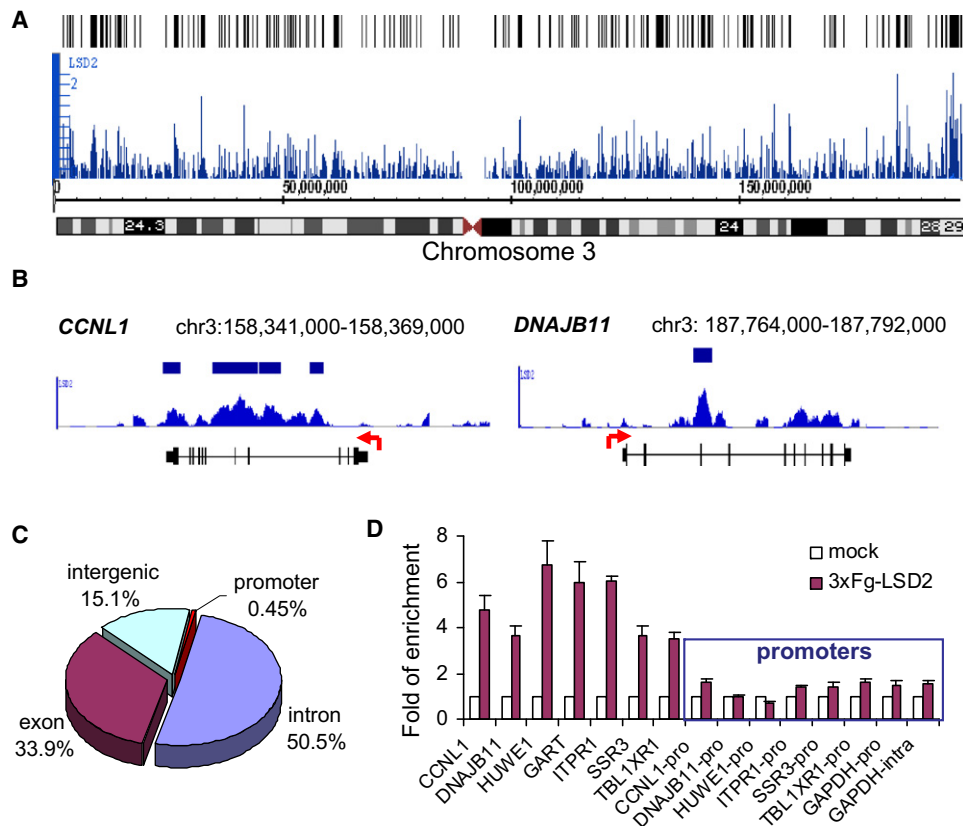 A
LSD2
2
0
50,000,000
100,000,000
150,000,000
24.3
24
28
29
Chromosome 3
B
CCNL1 chr3:158,341,000-158,369,000
LSD2
DNAJB11 chr3: 187,764,000-187,792,000
LSD2
C
intergenic
15.1%
promoter
0.45%
exon
33.9%
intron
50.5%
D
Fold of enrichment
8
6
4
2
0
mock
3xFg-LSD2
promoters
CCNL1
DNAJB11
HUWE1
GART
ITPR1
SSR3
TBL1XR1
CCNL1-pro
DNAJB11-pro
HUWE1-pro
ITPR1-pro
SSR3-pro
TBL1XR1-pro
GAPDH-pro
GAPDH-intra